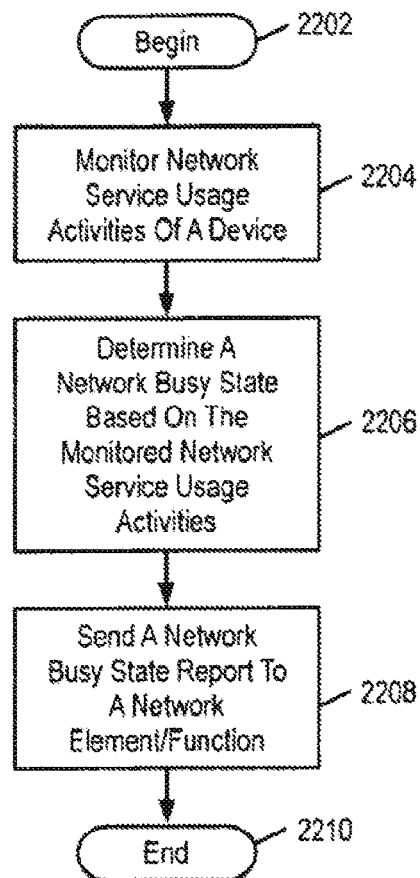 Begin
2202
Monitor Network
Service Usage
Activities Of A Device
2204
Determine A
Network Busy State
Based On The
Monitored Network
Service Usage
Activities
2206
Send A Network
Busy State Report To
A Network
Element/Function
2208
End
2210